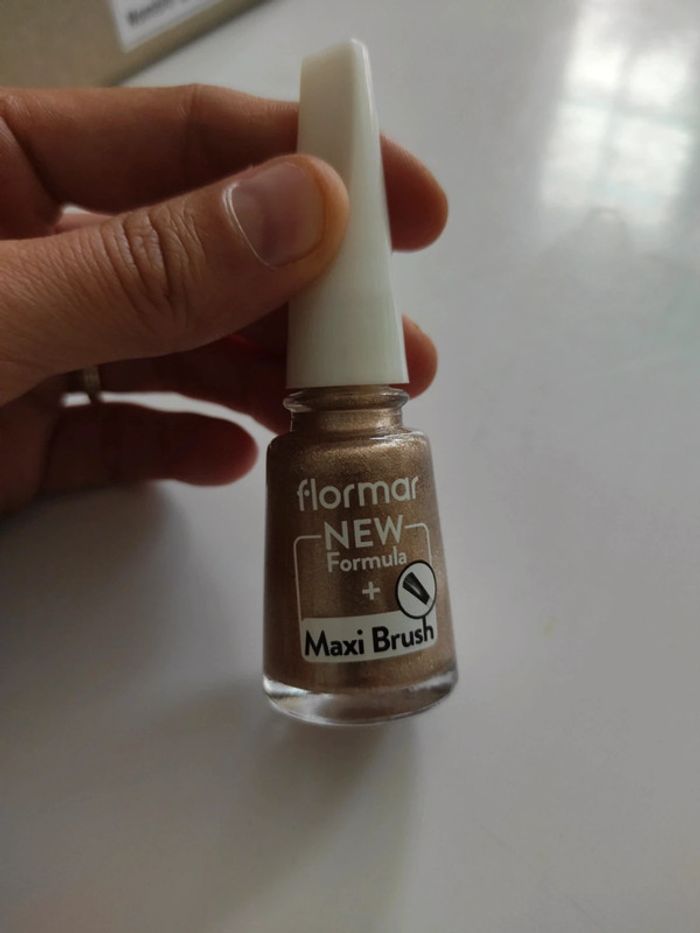 flormar
NEW
Formula
+
Maxi Brush